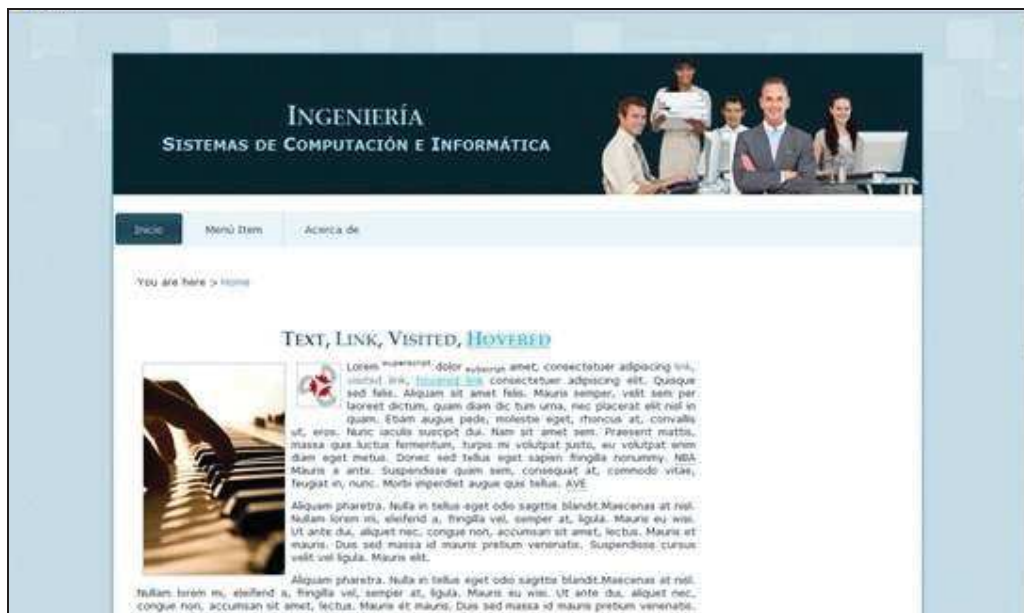 INGENIERÍA
SISTEMAS DE COMPUTACIÓN E INFORMÁTICA
Inicio
Menú Item
Acerca de
You are here > Home
TEXT, LINK, VISITED, HOVERED
Lorem superscript dolor subscript amet, consectetuer adipiscing link,
visited link, hovered link consectetuer adipiscing elit. Quisque
sed felis. Aliquam sit amet felis. Mauris semper, velit sem per
laoreet dictum, quam diam dic tum urna, nec placerat elit nisl in
quam. Etiam augue pede, molestie eget, rhoncus at, convallis
ut, eros. Nunc iaculis suscipit dui. Nam sit amet sem. Praesent mattis,
massa quis luctus fermentum, turpis mi volutpat justo, eu volutpat enim
diam eget metus. Donec sed tellus eget sapien fringilla nonummy. NBA
Mauris a ante. Suspendisse quam sem, consequat at, commodo vitae,
feugiat in, nunc. Morbi imperdiet augue quis tellus. AVE
Aliquam pharetra. Nulla in tellus eget odio sagittis blandit.Maecenas at nisl.
Nullam lorem mi, eleifend a, fringilla vel, semper at, ligula. Mauris eu wisi.
Ut ante dui, aliquet nec, congue non, accumsan sit amet, lectus. Mauris et
mauris. Duis sed massa id mauris pretium venenatis. Suspendisse cursus
velit vel ligula. Mauris elit.
Aliquam pharetra. Nulla in tellus eget odio sagittis blandit.Maecenas at nisl.
Nullam lorem mi, eleifend a, fringilla vel, semper at, ligula. Mauris eu wisi. Ut ante dui, aliquet nec,
congue non, accumsan sit amet, lectus. Mauris et mauris. Duis sed massa id mauris pretium venenatis.